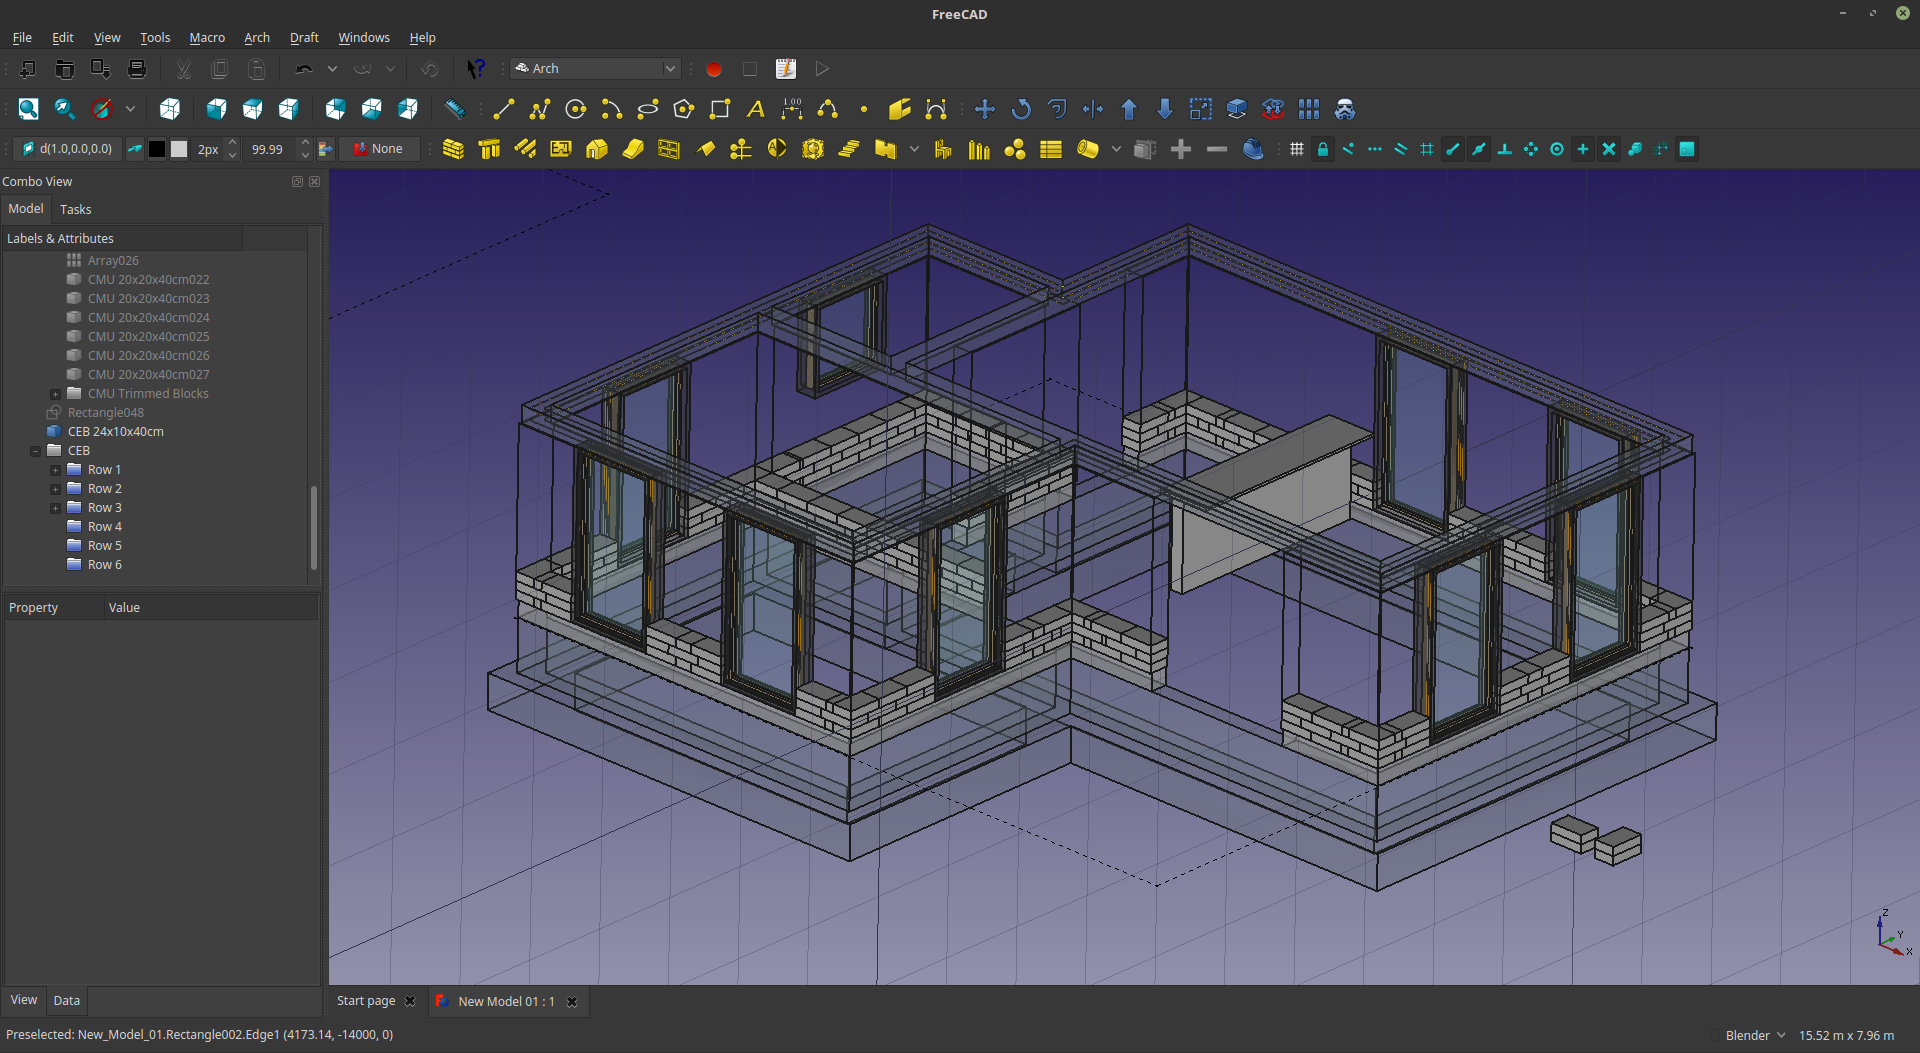 FreeCAD
File Edit View Tools Macro Arch Draft Windows Help
Arch
A 1.00
d(1.0,0.0,0.0) 2px 99.99 None
Combo View
Model Tasks
Labels & Attributes
Array026
CMU 20x20x40cm022
CMU 20x20x40cm023
CMU 20x20x40cm024
CMU 20x20x40cm025
CMU 20x20x40cm026
CMU 20x20x40cm027
CMU Trimmed Blocks
Rectangle048
CEB 24x10x40cm
CEB
Row 1
Row 2
Row 3
Row 4
Row 5
Row 6
Property Value
Z
Y
X
View Data
Start page New Model 01 : 1
Preselected: New_Model_01.Rectangle002.Edge1 (4173.14, -14000, 0)
Blender 15.52 m x 7.96 m